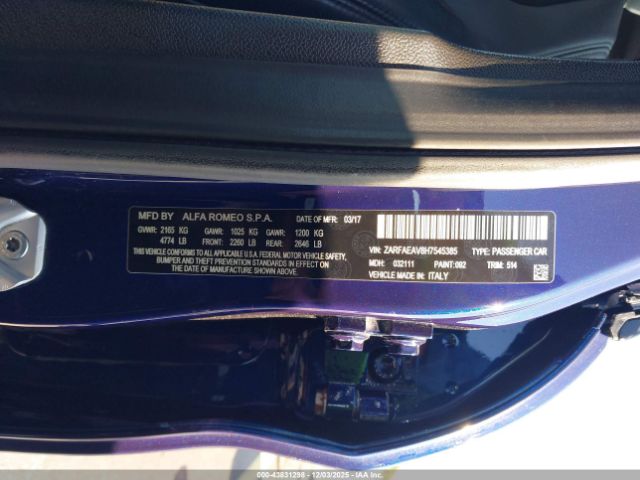 MFD BY ALFA ROMEO S.P.A. DATE OF MFR: 03/17
GVWR: 2165 KG GAWR: 1025 KG GAWR: 1200 KG
4774 LB FRONT: 2260 LB REAR: 2646 LB
THIS VEHICLE CONFORMS TO ALL APPLICABLE U.S.A. FEDERAL MOTOR VEHICLE SAFETY,
BUMPER AND THEFT PREVENTION STANDARDS IN EFFECT ON
THE DATE OF MANUFACTURE SHOWN ABOVE.
VIN: ZARFAEAV8H7545385 TYPE: PASSENGER CAR
MDH: 032111 PAINT: 092 TRIM: 514
VEHICLE MADE IN: ITALY
000-43831298 - 12/03/2025 - IAAI.COM